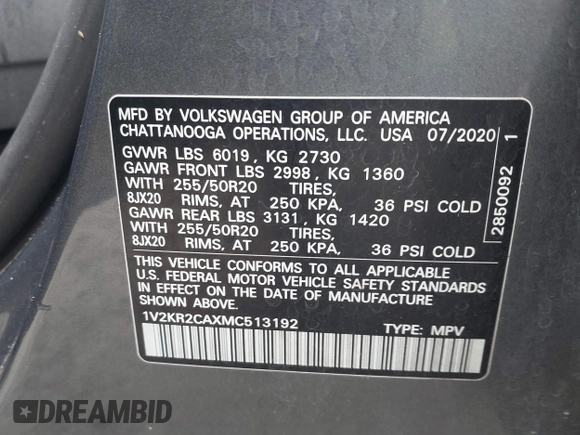 MFD BY VOLKSWAGEN GROUP OF AMERICA
CHATTANOOGA OPERATIONS, LLC. USA 07/2020
GVWR LBS 6019, KG 2730
GAWR FRONT LBS 2998, KG 1360
WITH 255/50R20 TIRES,
8JX20 RIMS, AT 250 KPA, 36 PSI COLD
GAWR REAR LBS 3131, KG 1420
WITH 255/50R20 TIRES,
8JX20 RIMS, AT 250 KPA, 36 PSI COLD
THIS VEHICLE CONFORMS TO ALL APPLICABLE
U.S. FEDERAL MOTOR VEHICLE SAFETY STANDARDS
IN EFFECT ON THE DATE OF MANUFACTURE
SHOWN ABOVE.
1V2KR2CAXMC513192 TYPE: MPV
2850092 1
DREAMBID